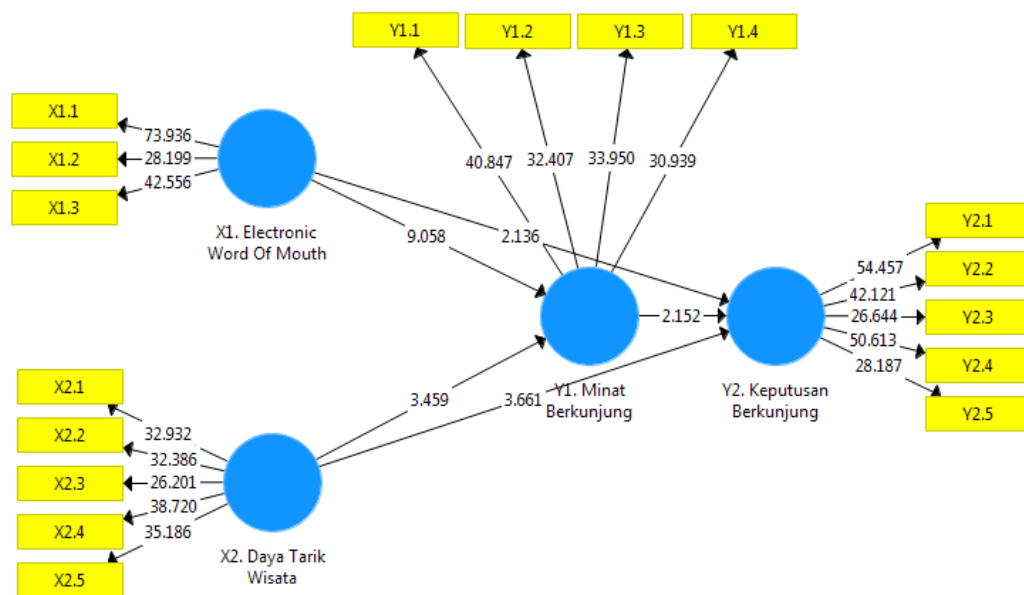 Y1.1
Y1.2
Y1.3
Y1.4
X1.1
X1.2
X1.3
73.936
28.199
42.556
X1. Electronic
Word Of Mouth
40.847
32.407
33.950
30.939
9.058
2.136
Y1. Minat
Berkunjung
2.152
Y2. Keputusan
Berkunjung
Y2.1
Y2.2
Y2.3
Y2.4
Y2.5
54.457
42.121
26.644
50.613
28.187
3.459
3.661
X2.1
X2.2
X2.3
X2.4
X2.5
32.932
32.386
26.201
38.720
35.186
X2. Daya Tarik
Wisata